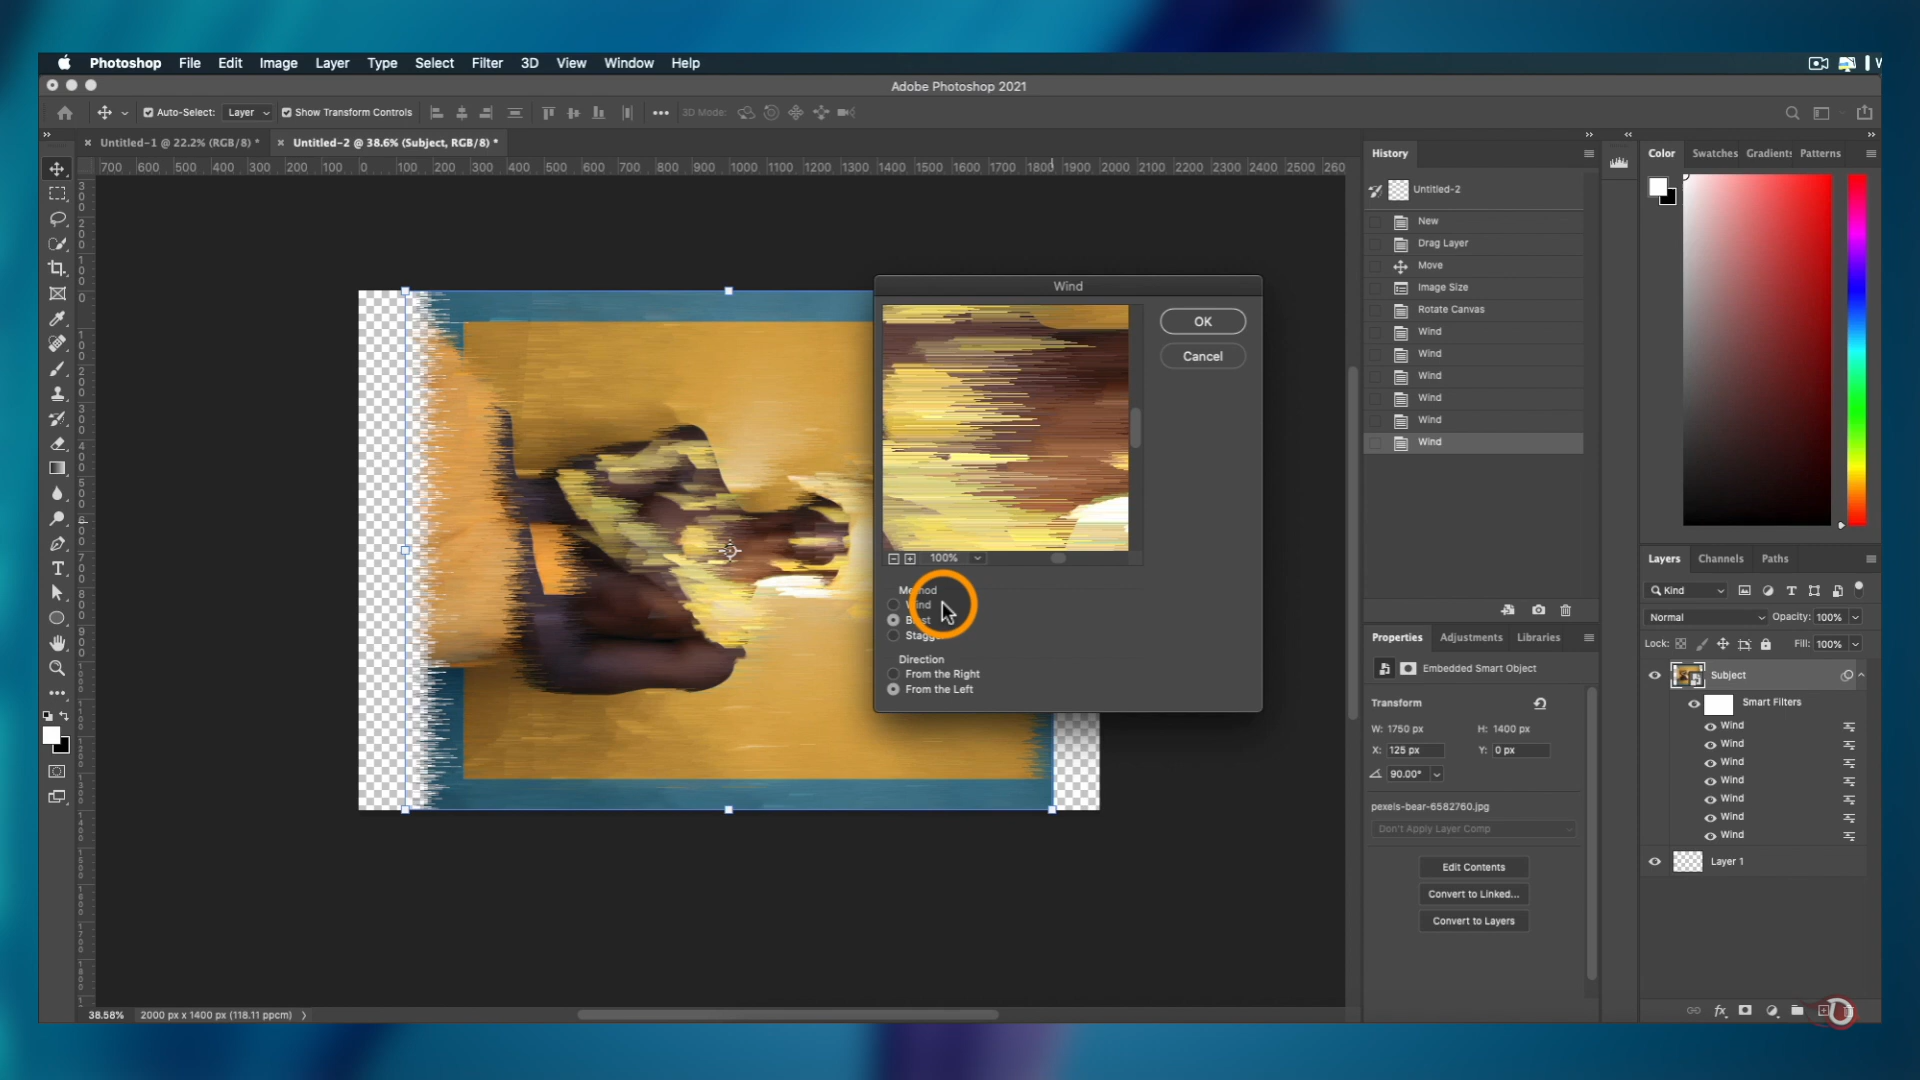 Photoshop File Edit Image Layer Type Select Filter 3D View Window Help
Adobe Photoshop 2021
Auto-Select: Layer Show Transform Controls 3D Mode:
Untitled-1 @ 22.2% (RGB/8) * Untitled-2 @ 38.6% (Subject, RGB/8) *
700 600 500 400 300 200 100 0 100 200 300 400 500 600 700 800 900 1000 1100 1200 1300 1400 1500 1600 1700 1800 1900 2000 2100 2200 2300 2400 2500 260
History
Untitled-2
New
Drag Layer
Move
Image Size
Rotate Canvas
Wind
Wind
Wind
Wind
Wind
Wind
Wind
OK
Cancel
100%
Method
Wind
Blast
Stagger
Direction
From the Right
From the Left
Color Swatches Gradients Patterns
Properties Adjustments Libraries
Embedded Smart Object
Transform
W: 1750 px H: 1400 px
X: 125 px Y: 0 px
90.00°
pexels-bear-6582760.jpg
Don't Apply Layer Comp
Edit Contents
Convert to Linked...
Convert to Layers
Layers Channels Paths
Kind
Normal Opacity: 100%
Lock: Fill: 100%
Subject
Smart Filters
Wind
Wind
Wind
Wind
Wind
Wind
Wind
Layer 1
fx
38.58% 2000 px x 1400 px (118.11 ppcm)